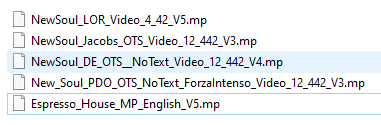 NewSoul_LOR_Video_4_42_V5.mp
NewSoul_Jacobs_OTS_Video_12_442_V3.mp
NewSoul_DE_OTS__NoText_Video_12_442_V4.mp
New_Soul_PDO_OTS_NoText_ForzaIntenso_Video_12_442_V3.mp
Espresso_House_MP_English_V5.mp